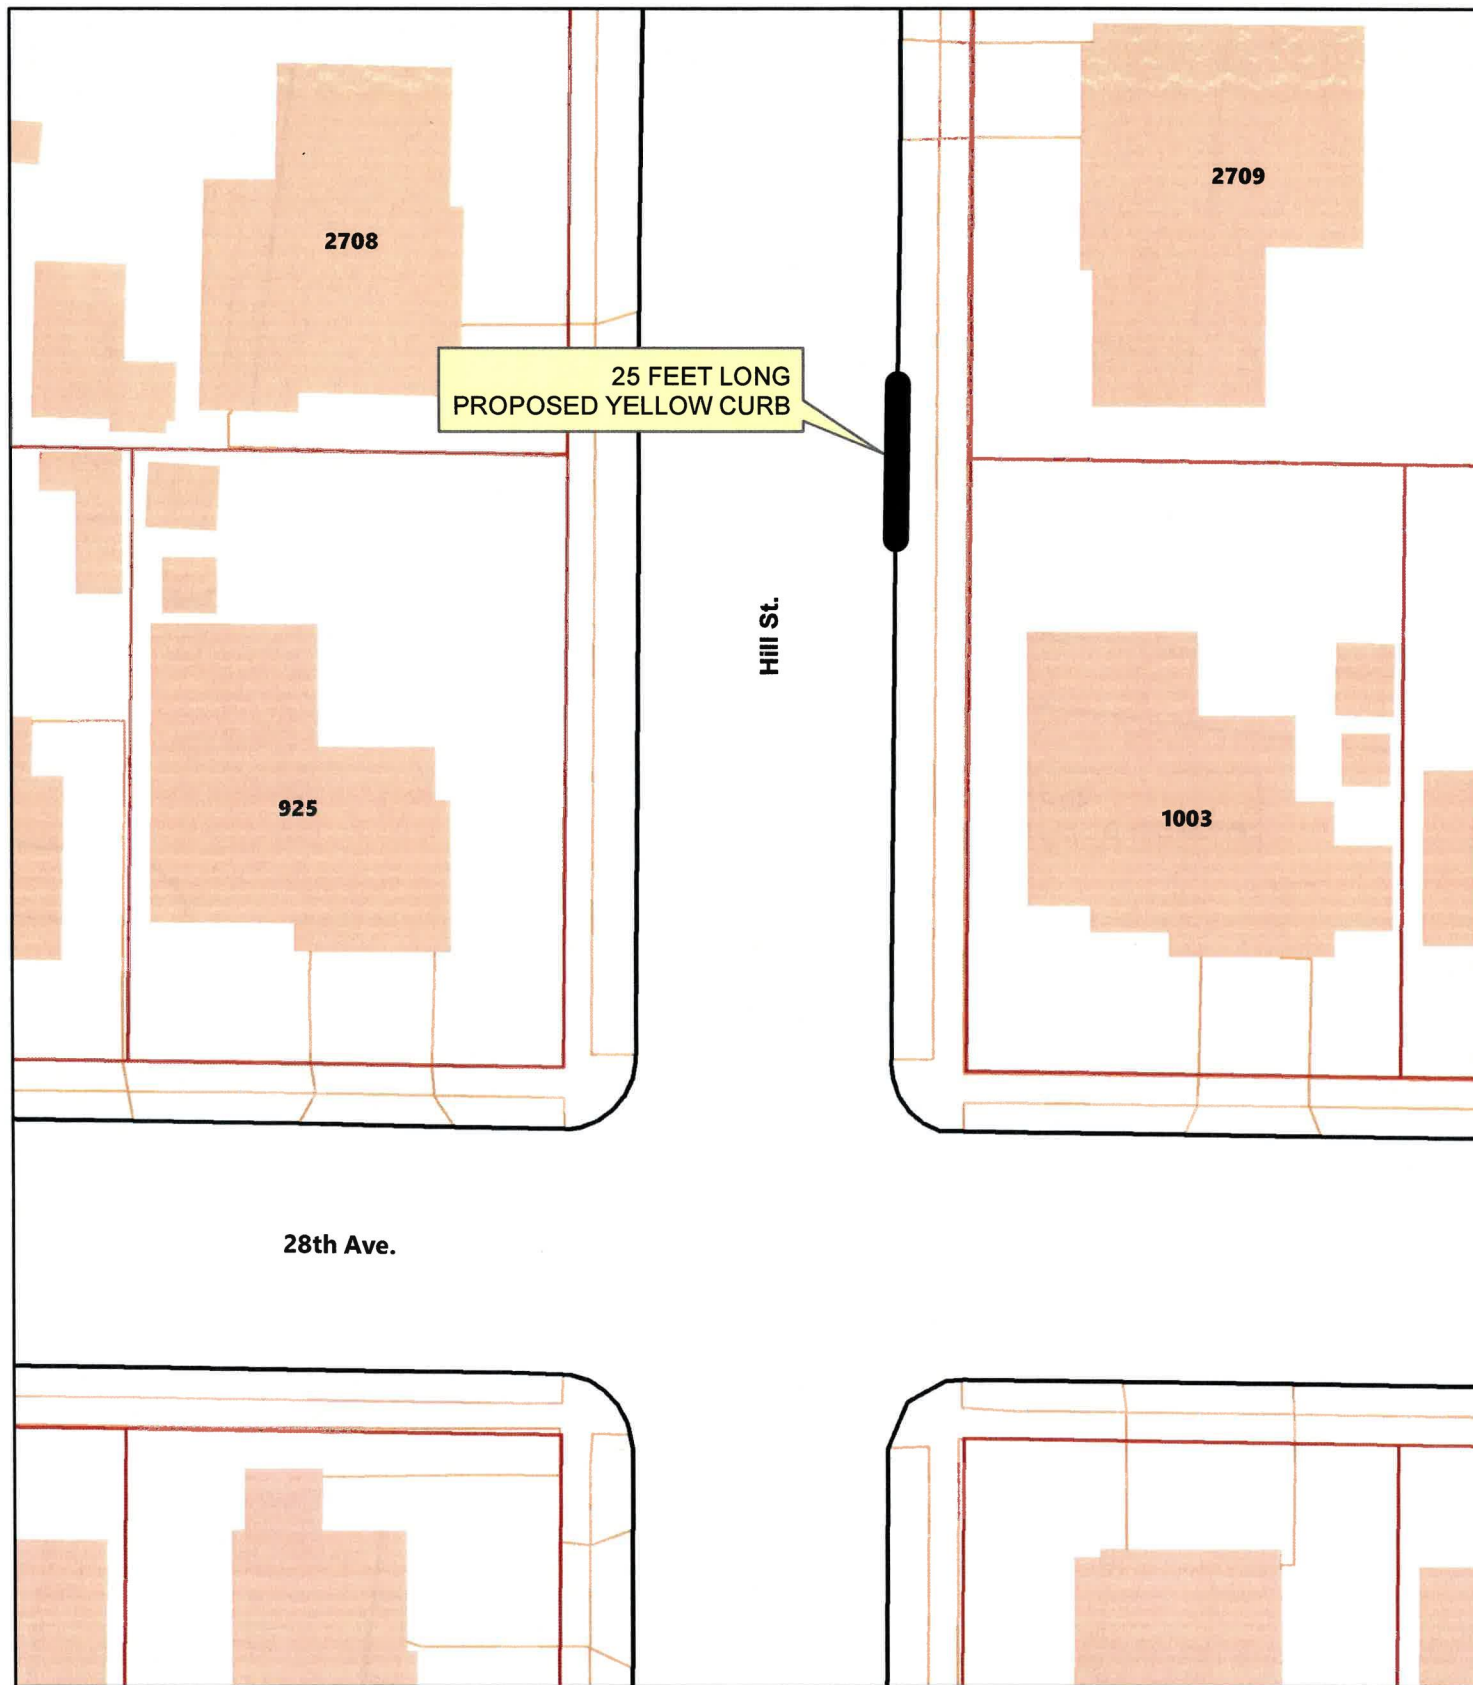 2709
2708
25 FEET LONG
PROPOSED YELLOW CURB
Hill St.
925
1003
28th Ave.